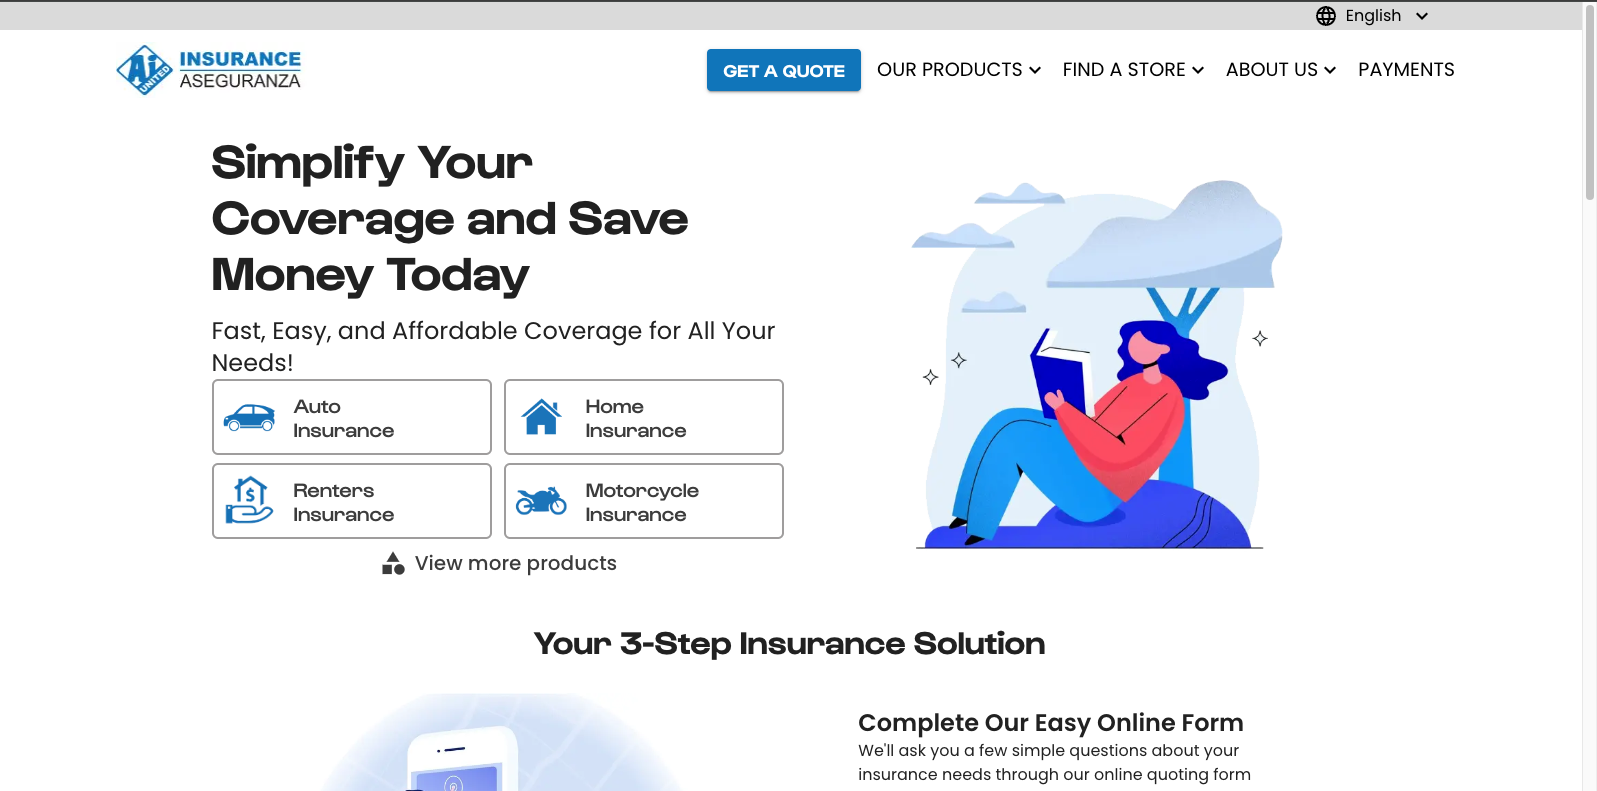 English
Ai UNITED
INSURANCE
ASEGURANZA
GET A QUOTE
OUR PRODUCTS
FIND A STORE
ABOUT US
PAYMENTS
Simplify Your
Coverage and Save
Money Today
Fast, Easy, and Affordable Coverage for All Your
Needs!
Auto
Insurance
Home
Insurance
Renters
Insurance
Motorcycle
Insurance
View more products
Your 3-Step Insurance Solution
Complete Our Easy Online Form
We'll ask you a few simple questions about your
insurance needs through our online quoting form